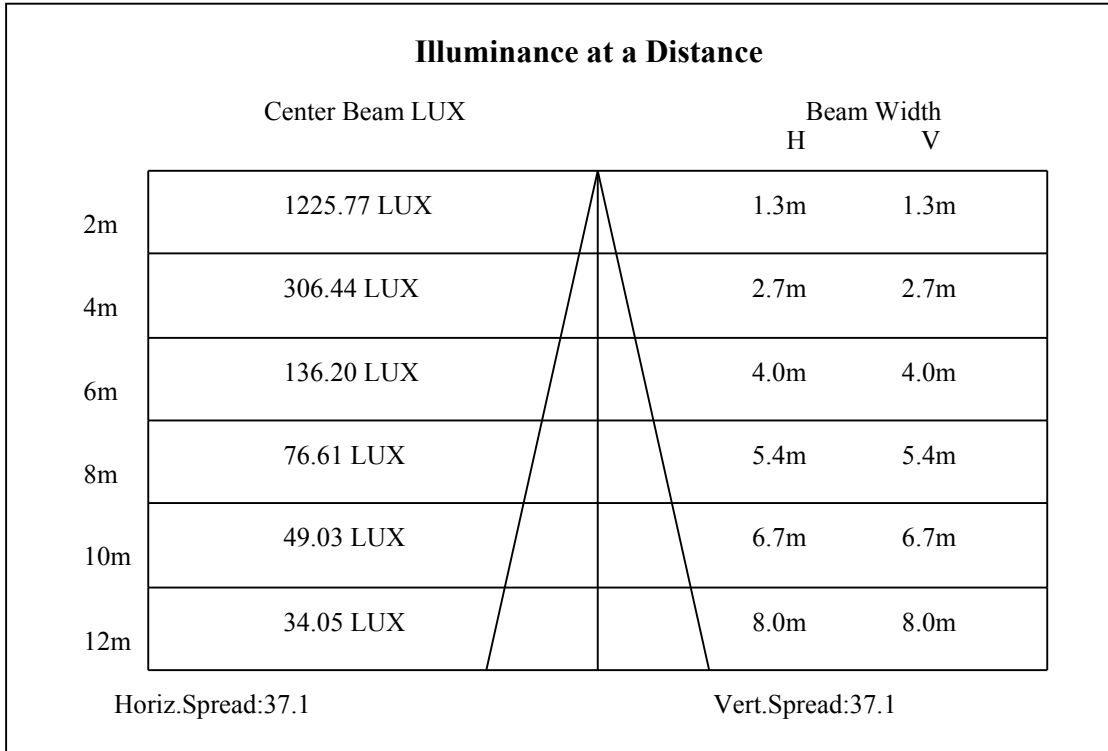 Illuminance at a Distance
Center Beam LUX Beam Width
H V
2m 1225.77 LUX 1.3m 1.3m
4m 306.44 LUX 2.7m 2.7m
6m 136.20 LUX 4.0m 4.0m
8m 76.61 LUX 5.4m 5.4m
10m 49.03 LUX 6.7m 6.7m
12m 34.05 LUX 8.0m 8.0m
Horiz.Spread:37.1 Vert.Spread:37.1